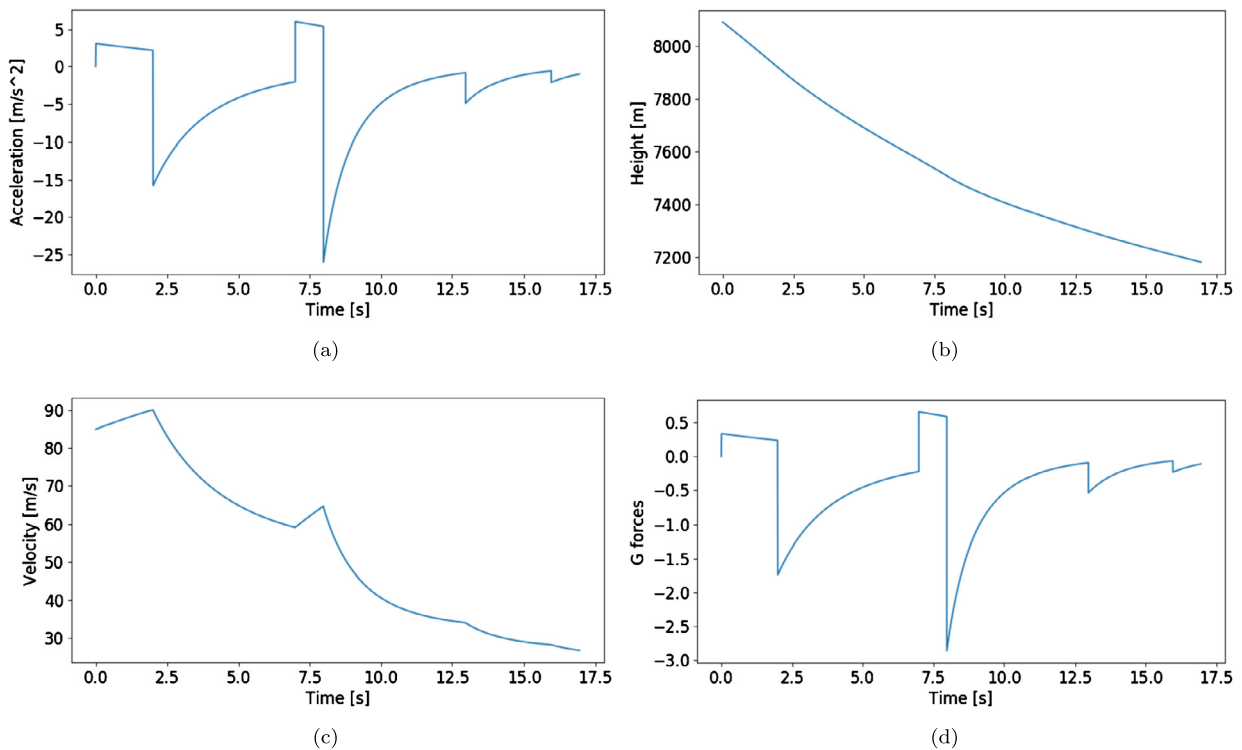 Acceleration [m/s^2]
5
0
−5
−10
−15
−20
−25
0.0 2.5 5.0 7.5 10.0 12.5 15.0 17.5
Time [s]
(a)
Height [m]
8000
7800
7600
7400
7200
0.0 2.5 5.0 7.5 10.0 12.5 15.0 17.5
Time [s]
(b)
Velocity [m/s]
90
80
70
60
50
40
30
0.0 2.5 5.0 7.5 10.0 12.5 15.0 17.5
Time [s]
(c)
G forces
0.5
0.0
−0.5
−1.0
−1.5
−2.0
−2.5
−3.0
0.0 2.5 5.0 7.5 10.0 12.5 15.0 17.5
Time [s]
(d)